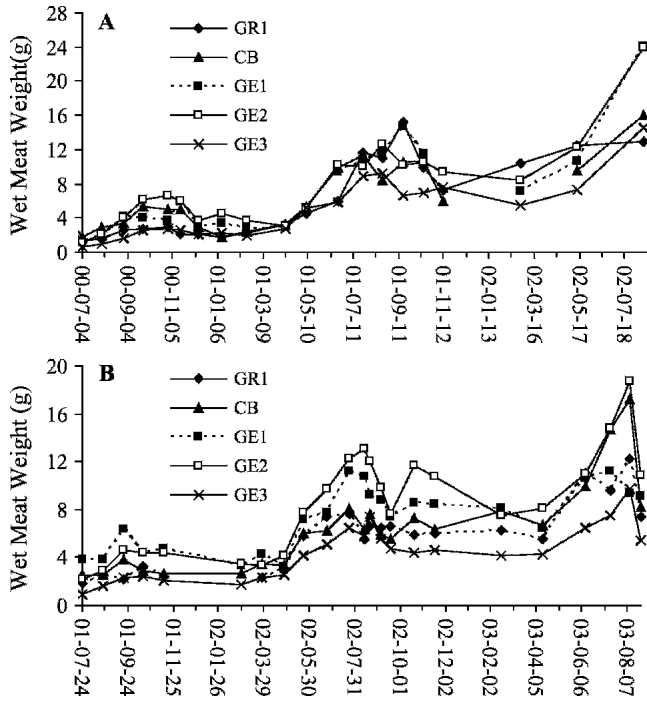 A
Wet Meat Weight(g)
28
24
20
16
12
8
4
0
GR1
CB
GE1
GE2
GE3
00-07-04
00-09-04
00-11-05
01-01-06
01-03-09
01-05-10
01-07-11
01-09-11
01-11-12
02-01-13
02-03-16
02-05-17
02-07-18
B
Wet Meat Weight (g)
20
16
12
8
4
0
GR1
CB
GE1
GE2
GE3
01-07-24
01-09-24
01-11-25
02-01-26
02-03-29
02-05-30
02-07-31
02-10-01
02-12-02
03-02-02
03-04-05
03-06-06
03-08-07